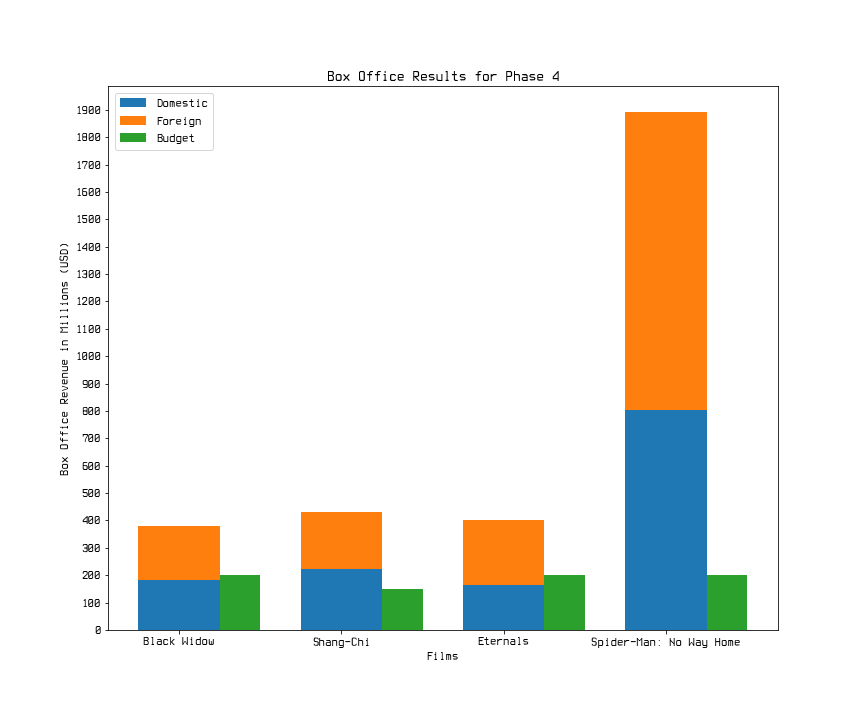 Box Office Results for Phase 4
Domestic
Foreign
Budget
Box Office Revenue in Millions (USD)
1900
1800
1700
1600
1500
1400
1300
1200
1100
1000
900
800
700
600
500
400
300
200
100
0
Black Widow
Shang-Chi
Eternals
Spider-Man: No Way Home
Films